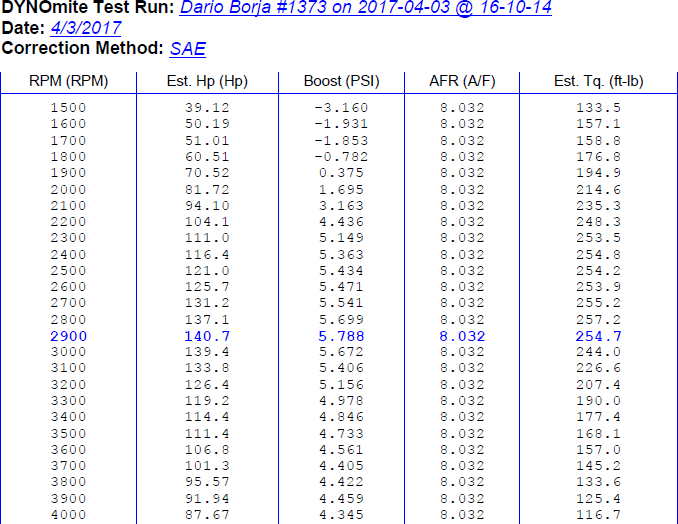 DYNOmite Test Run: Dario Borja #1373 on 2017-04-03 @ 16-10-14
Date: 4/3/2017
Correction Method: SAE
RPM (RPM) Est. Hp (Hp) Boost (PSI) AFR (A/F) Est. Tq. (ft-lb)
1500 39.12 -3.160 8.032 133.5
1600 50.19 -1.931 8.032 157.1
1700 51.01 -1.853 8.032 158.8
1800 60.51 -0.782 8.032 176.8
1900 70.52 0.375 8.032 194.9
2000 81.72 1.695 8.032 214.6
2100 94.10 3.163 8.032 235.3
2200 104.1 4.436 8.032 248.3
2300 111.0 5.149 8.032 253.5
2400 116.4 5.363 8.032 254.8
2500 121.0 5.434 8.032 254.2
2600 125.7 5.471 8.032 253.9
2700 131.2 5.541 8.032 255.2
2800 137.1 5.699 8.032 257.2
2900 140.7 5.788 8.032 254.7
3000 139.4 5.672 8.032 244.0
3100 133.8 5.406 8.032 226.6
3200 126.4 5.156 8.032 207.4
3300 119.2 4.978 8.032 190.0
3400 114.4 4.846 8.032 177.4
3500 111.4 4.733 8.032 168.1
3600 106.8 4.561 8.032 157.0
3700 101.3 4.405 8.032 145.2
3800 95.57 4.422 8.032 133.6
3900 91.94 4.459 8.032 125.4
4000 87.67 4.345 8.032 116.7